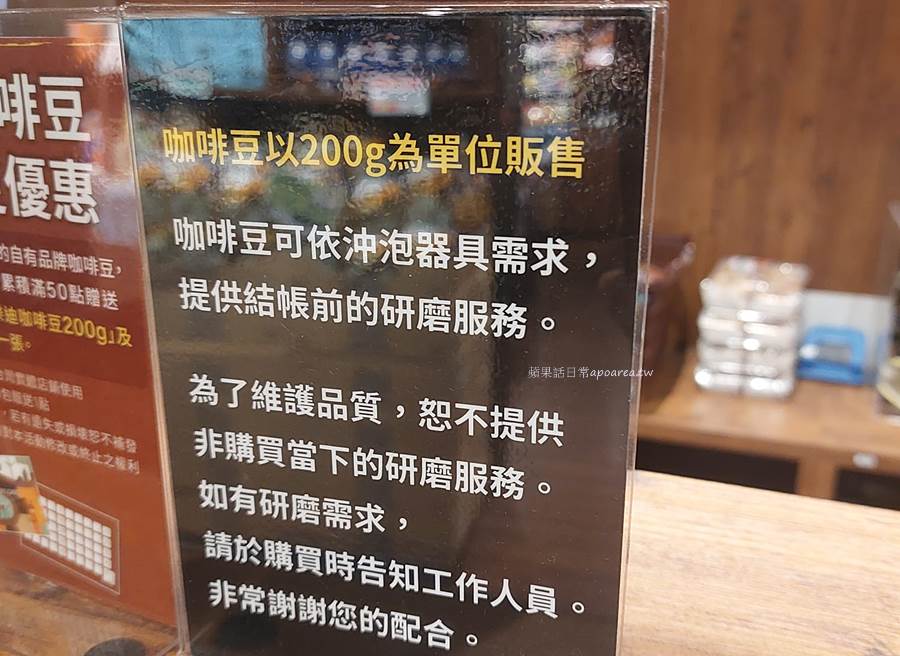 啡豆
優惠
的自有品牌咖啡豆，
累積滿50點贈送
迪咖啡豆200g」及
一張。
咖啡豆以200g為單位販售
咖啡豆可依沖泡器具需求，
提供結帳前的研磨服務。
為了維護品質，恕不提供
非購買當下的研磨服務。
如有研磨需求，
請於購買時告知工作人員。
非常謝謝您的配合。
蘋果話日常apoarea.tw